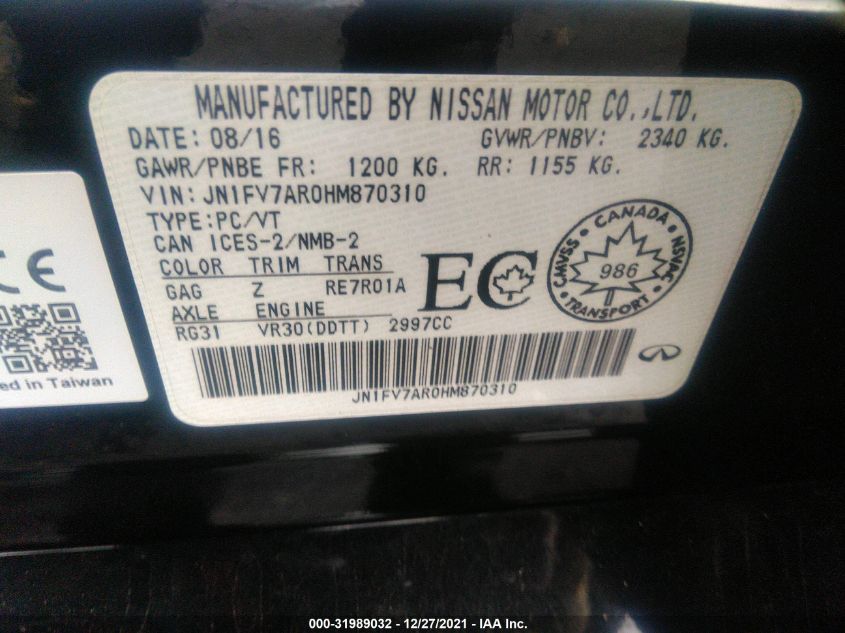 MANUFACTURED BY NISSAN MOTOR CO.,LTD.
DATE: 08/16 GVWR/PNBV: 2340 KG.
GAWR/PNBE FR: 1200 KG. RR: 1155 KG.
VIN: JN1FV7AR0HM870310
TYPE:PC/VT
CAN ICES-2/NMB-2
COLOR TRIM TRANS
GAG Z RE7R01A
AXLE ENGINE
RG31 VR30(DDTT) 2997CC
EC
CANADA
CMVSS 986 NSVAC
TRANSPORT
JN1FV7AR0HM870310
CE
in Taiwan
000-31989032 - 12/27/2021 - IAA Inc.